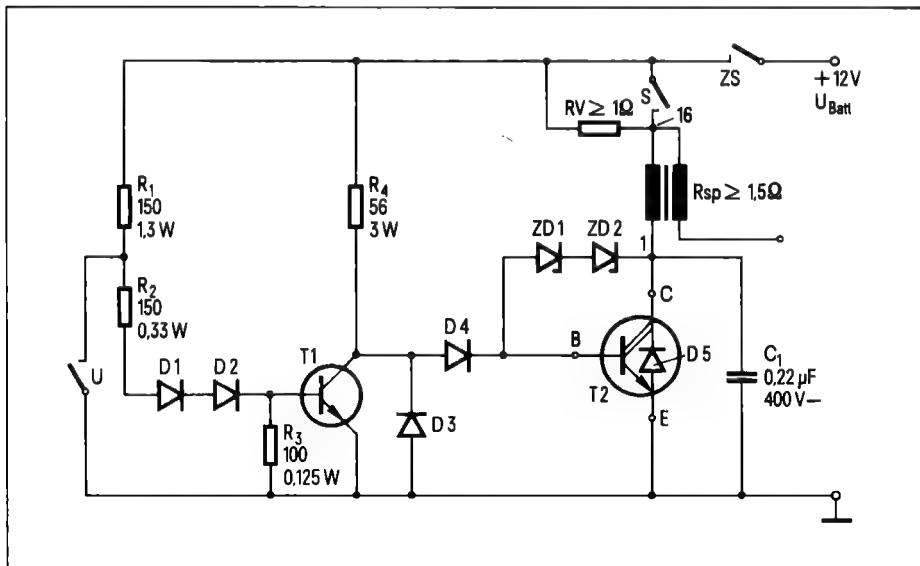 ZS
+12V
U_Batt
S
RV ≥ 1Ω
16
R₁
150
1,3 W
R₄
56
3 W
Rsp ≥ 1,5Ω
ZD1
ZD2
1
R₂
150
0,33 W
C
U
D1
D2
T1
D4
B
D5
T2
C₁
0,22 µF
400 V–
D3
E
R₃
100
0,125 W